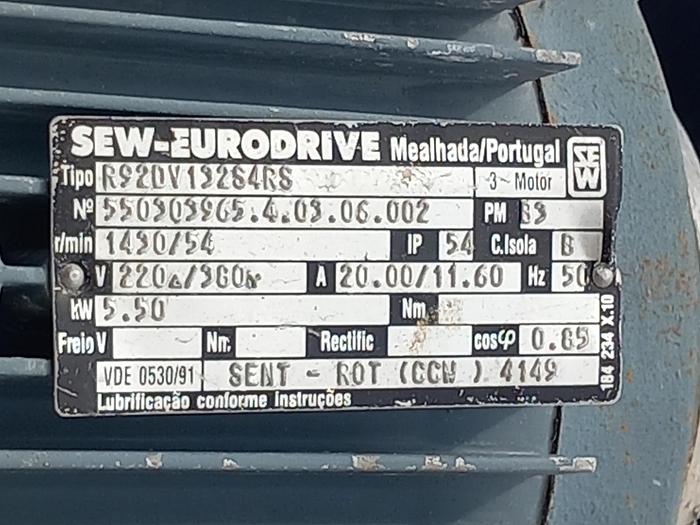 SEW-EURODRIVE Mealhada/Portugal SEW
Tipo R92DV132S4RS 3~ Motor
Nº 550303965.4.03.06.002 PM B3
r/min 1430/54 IP 54 C.Isola B
V 220△/380Y A 20.00/11.60 Hz 50
kW 5.50 Nm
Freio V Nm: Rectific cosφ 0.85
VDE 0530/91 SENT - ROT (CCW) 4149
Lubrificação conforme instruções
184 234 X.10